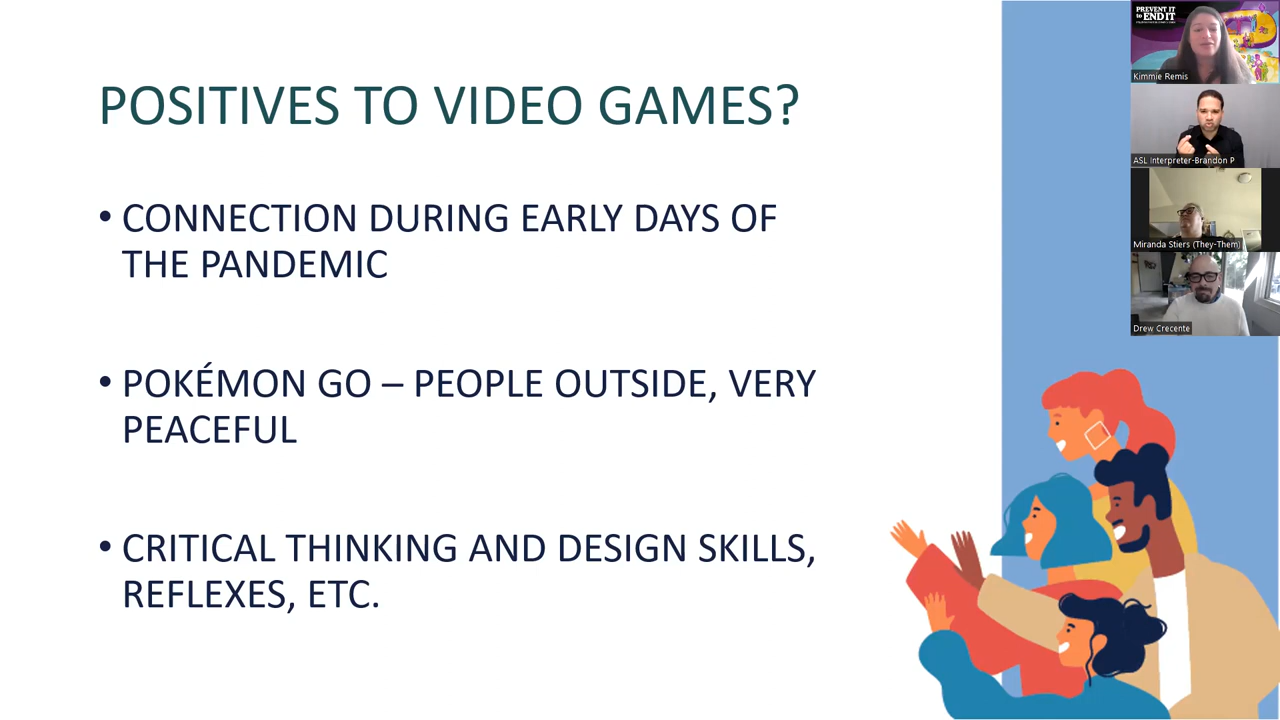 POSITIVES TO VIDEO GAMES?
• CONNECTION DURING EARLY DAYS OF
THE PANDEMIC
• POKÉMON GO – PEOPLE OUTSIDE, VERY
PEACEFUL
• CRITICAL THINKING AND DESIGN SKILLS,
REFLEXES, ETC.
PREVENT IT
to END IT
Kimmie Remis
ASL Interpreter-Brandon P
Miranda Stiers (They-Them)
Drew Crecente